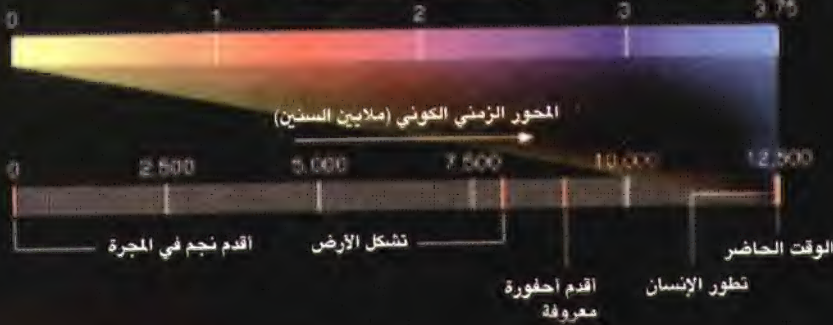 0 1 2 3 3.75
المحور الزمني الكوني (ملايين السنين)
0 2.500 5.000 7.500 10.000 12.500
أقدم نجم في المجرة
تشكل الأرض
أقدم أحفورة
معروفة
تطور الإنسان
الوقت الحاضر